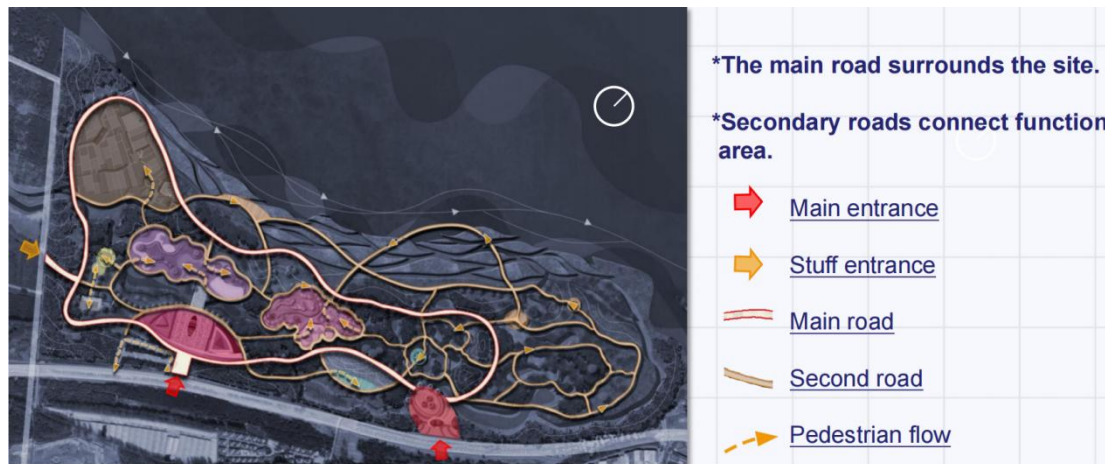 *The main road surrounds the site.
*Secondary roads connect function
area.
Main entrance
Stuff entrance
Main road
Second road
Pedestrian flow